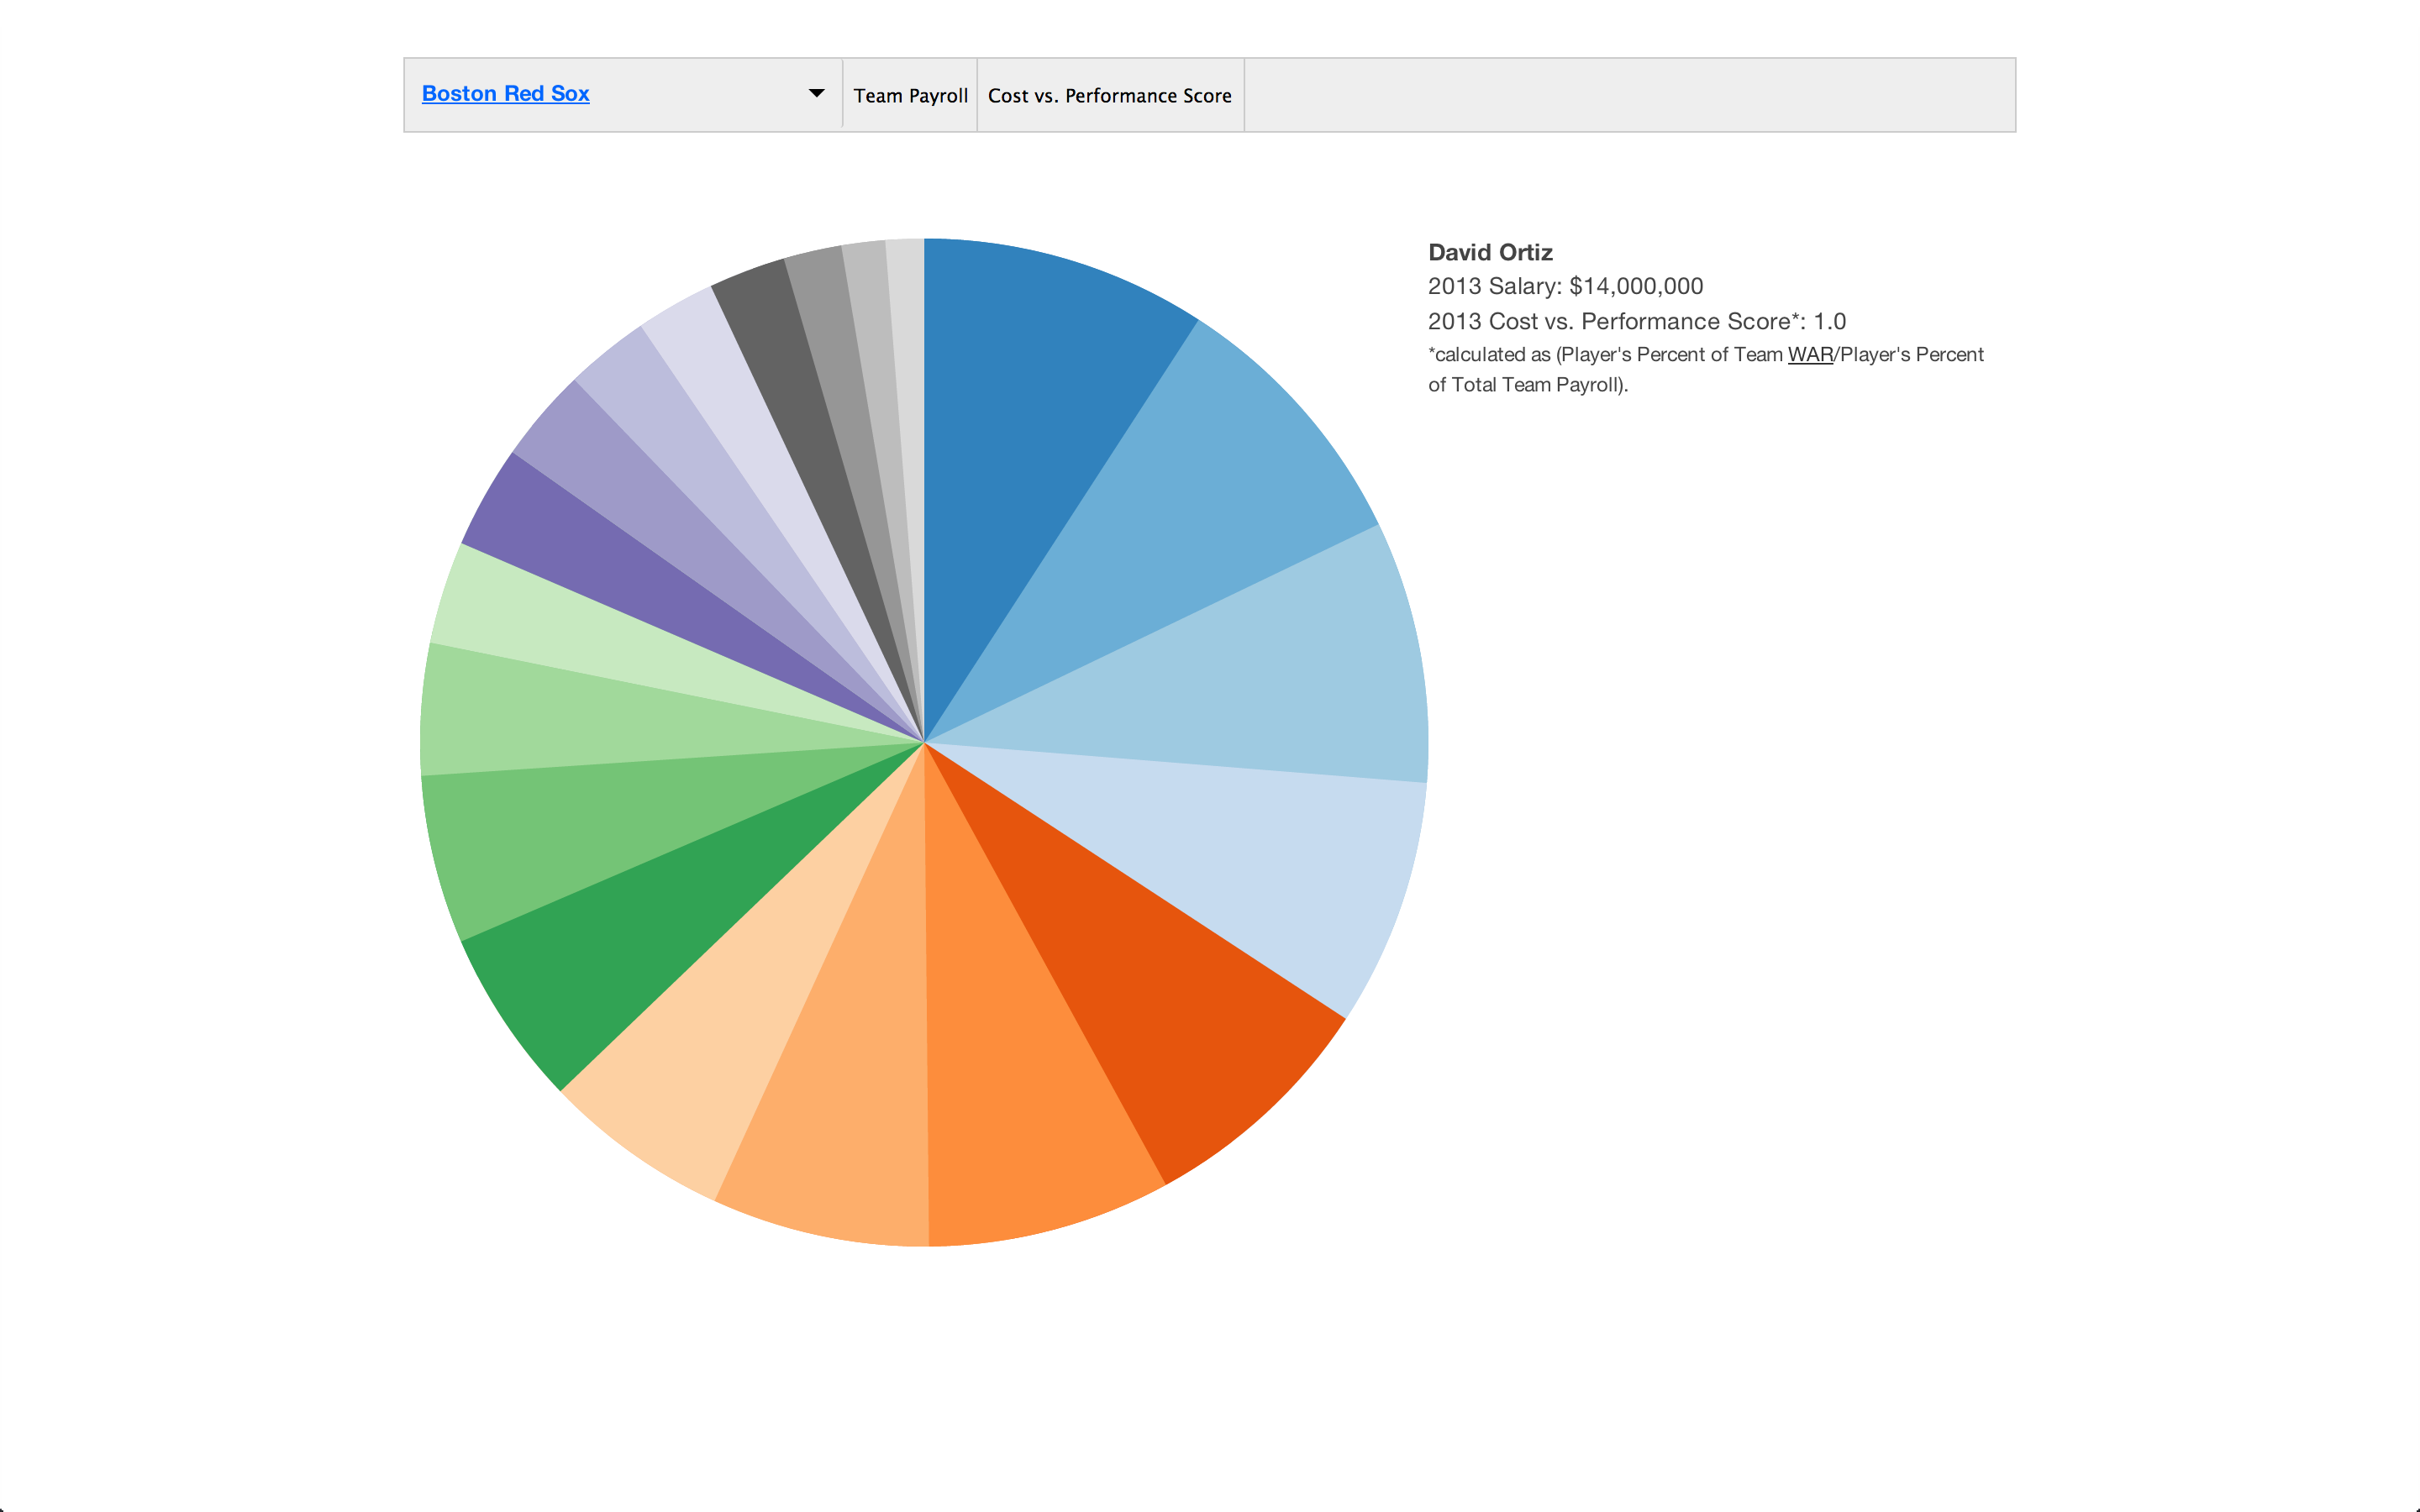 Boston Red Sox
Team Payroll
Cost vs. Performance Score
David Ortiz
2013 Salary: $14,000,000
2013 Cost vs. Performance Score*: 1.0
*calculated as (Player's Percent of Team WAR/Player's Percent
of Total Team Payroll).